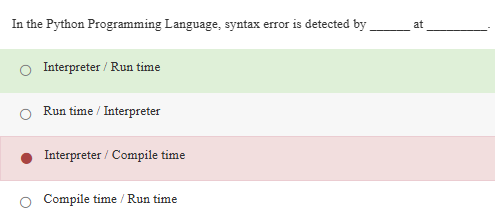 In the Python Programming Language, syntax error is detected by ______ at _________.
Interpreter / Run time
Run time / Interpreter
Interpreter / Compile time
Compile time / Run time